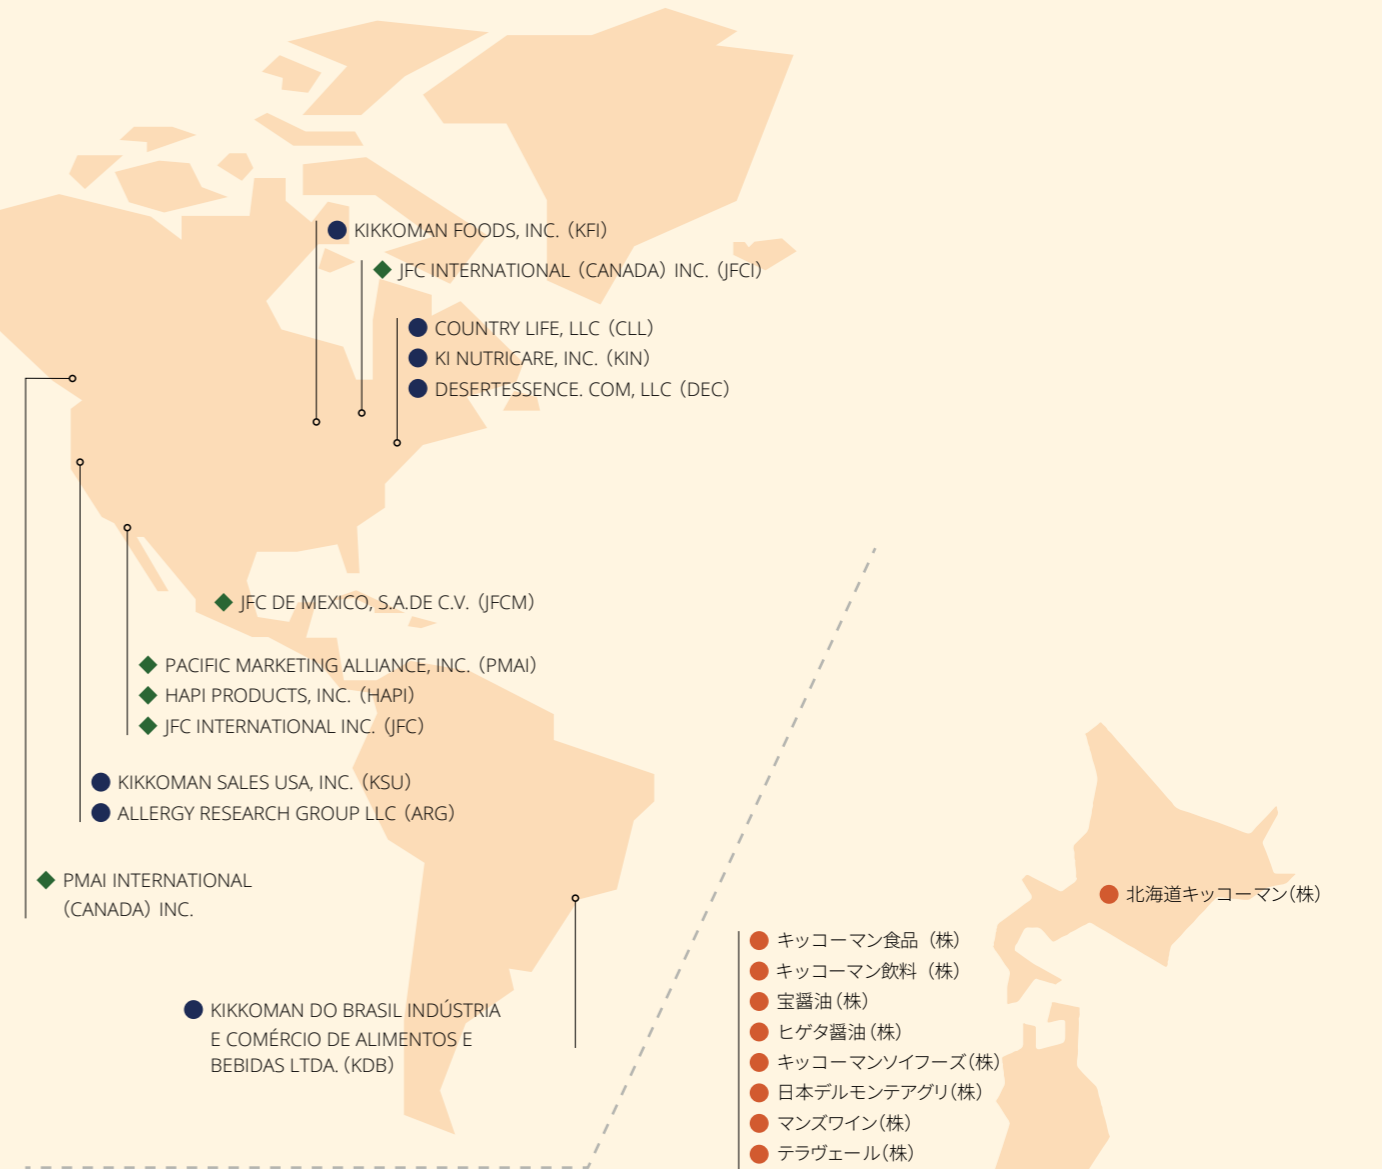 KIKKOMAN FOODS, INC.（KFI）
JFC INTERNATIONAL（CANADA）INC.（JFCI）
COUNTRY LIFE, LLC（CLL）
KI NUTRICARE, INC.（KIN）
DESERTESSENCE. COM, LLC（DEC）
JFC DE MEXICO, S.A.DE C.V.（JFCM）
PACIFIC MARKETING ALLIANCE, INC.（PMAI）
HAPI PRODUCTS, INC.（HAPI）
JFC INTERNATIONAL INC.（JFC）
KIKKOMAN SALES USA, INC.（KSU）
ALLERGY RESEARCH GROUP LLC（ARG）
PMAI INTERNATIONAL
（CANADA）INC.
KIKKOMAN DO BRASIL INDÚSTRIA
E COMÉRCIO DE ALIMENTOS E
BEBIDAS LTDA.（KDB）
北海道キッコーマン（株）
キッコーマン食品（株）
キッコーマン飲料（株）
宝醤油（株）
ヒゲタ醤油（株）
キッコーマンソイフーズ（株）
日本デルモンテアグリ（株）
マンズワイン（株）
テラヴェール（株）